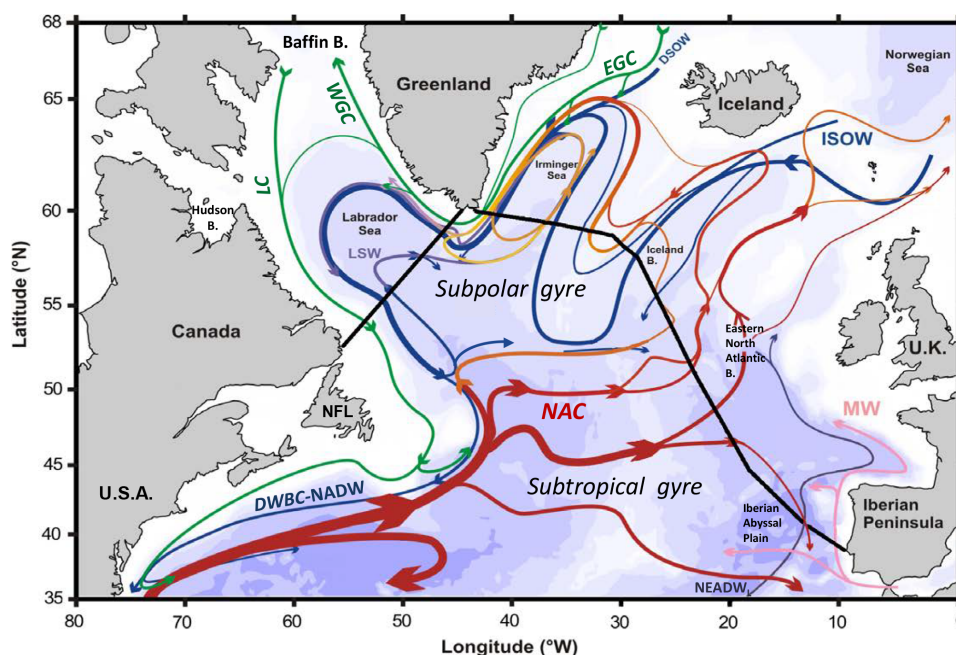 68
65
60
55
50
45
40
35
Latitude (°N)
80
70
60
50
40
30
20
10
0
Longitude (°W)
Baffin B.
Greenland
EGC
DSOW
WGC
Iceland
Norwegian
Sea
ISOW
LC
Irminger
Sea
Hudson
B.
Labrador
Sea
LSW
Iceland
B.
Subpolar gyre
Canada
Eastern
North
Atlantic
B.
U.K.
NFL
NAC
MW
U.S.A.
DWBC-NADW
Subtropical gyre
Iberian
Abyssal
Plain
Iberian
Peninsula
NEADWL